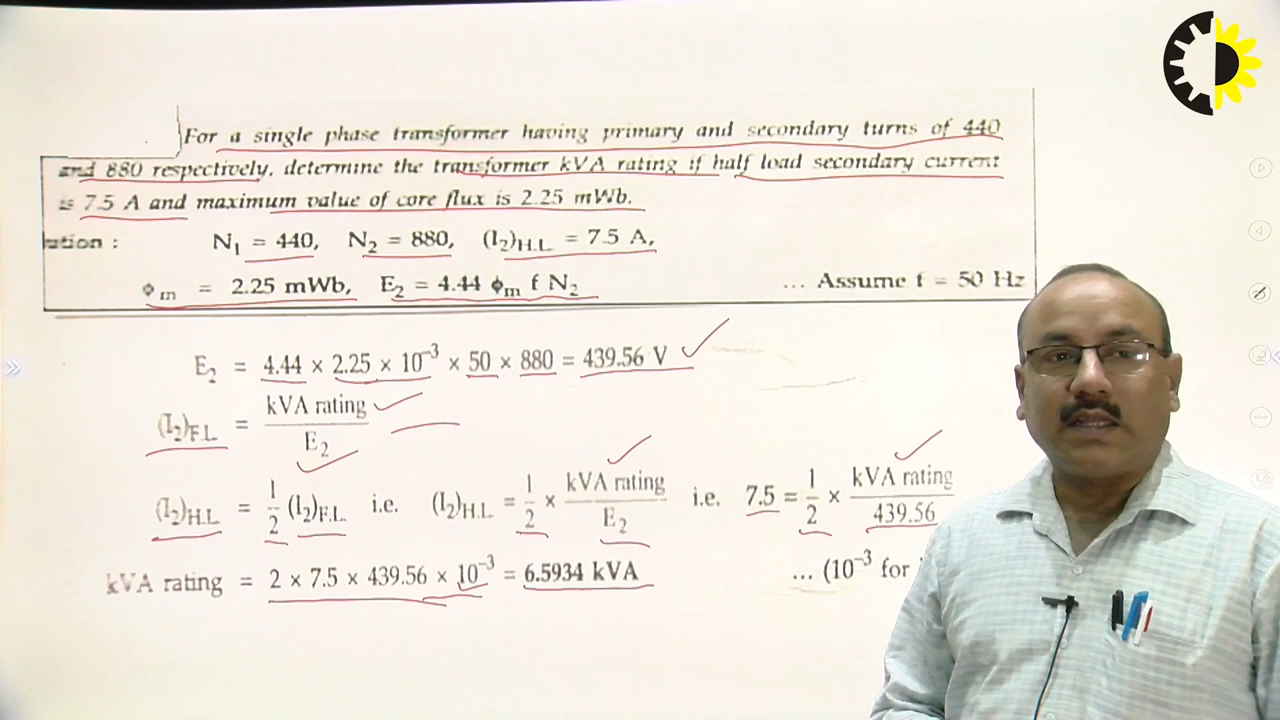 For a single phase transformer having primary and secondary turns of 440
and 880 respectively, determine the transformer kVA rating if half load secondary current
is 7.5 A and maximum value of core flux is 2.25 mWb.
ution : N₁ = 440, N₂ = 880, (I₂)H.L. = 7.5 A,
ϕm = 2.25 mWb, E₂ = 4.44 ϕm f N₂ ... Assume f = 50 Hz
E₂ = 4.44 × 2.25 × 10⁻³ × 50 × 880 = 439.56 V
(I₂)F.L. = kVA rating / E₂
(I₂)H.L. = 1/2 (I₂)F.L. i.e. (I₂)H.L. = 1/2 × kVA rating / E₂ i.e. 7.5 = 1/2 × kVA rating / 439.56
kVA rating = 2 × 7.5 × 439.56 × 10⁻³ = 6.5934 kVA ... (10⁻³ for